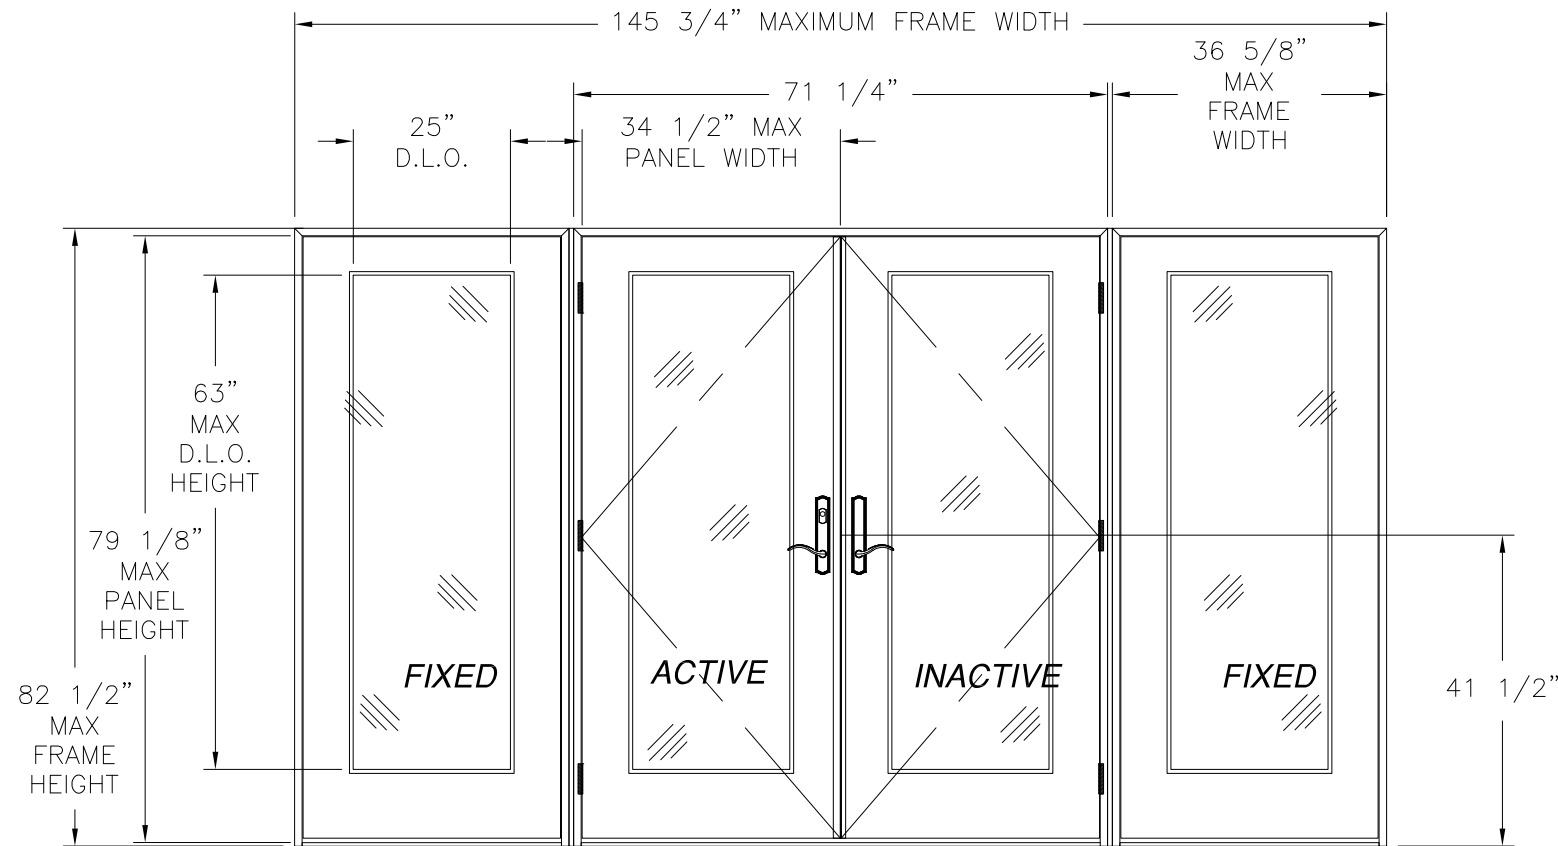 145 3/4” MAXIMUM FRAME WIDTH
36 5/8”
MAX
FRAME
WIDTH
71 1/4”
25”
D.L.O.
34 1/2” MAX
PANEL WIDTH
63”
MAX
D.L.O.
HEIGHT
79 1/8”
MAX
PANEL
HEIGHT
82 1/2”
MAX
FRAME
HEIGHT
FIXED
ACTIVE
INACTIVE
FIXED
41 1/2”